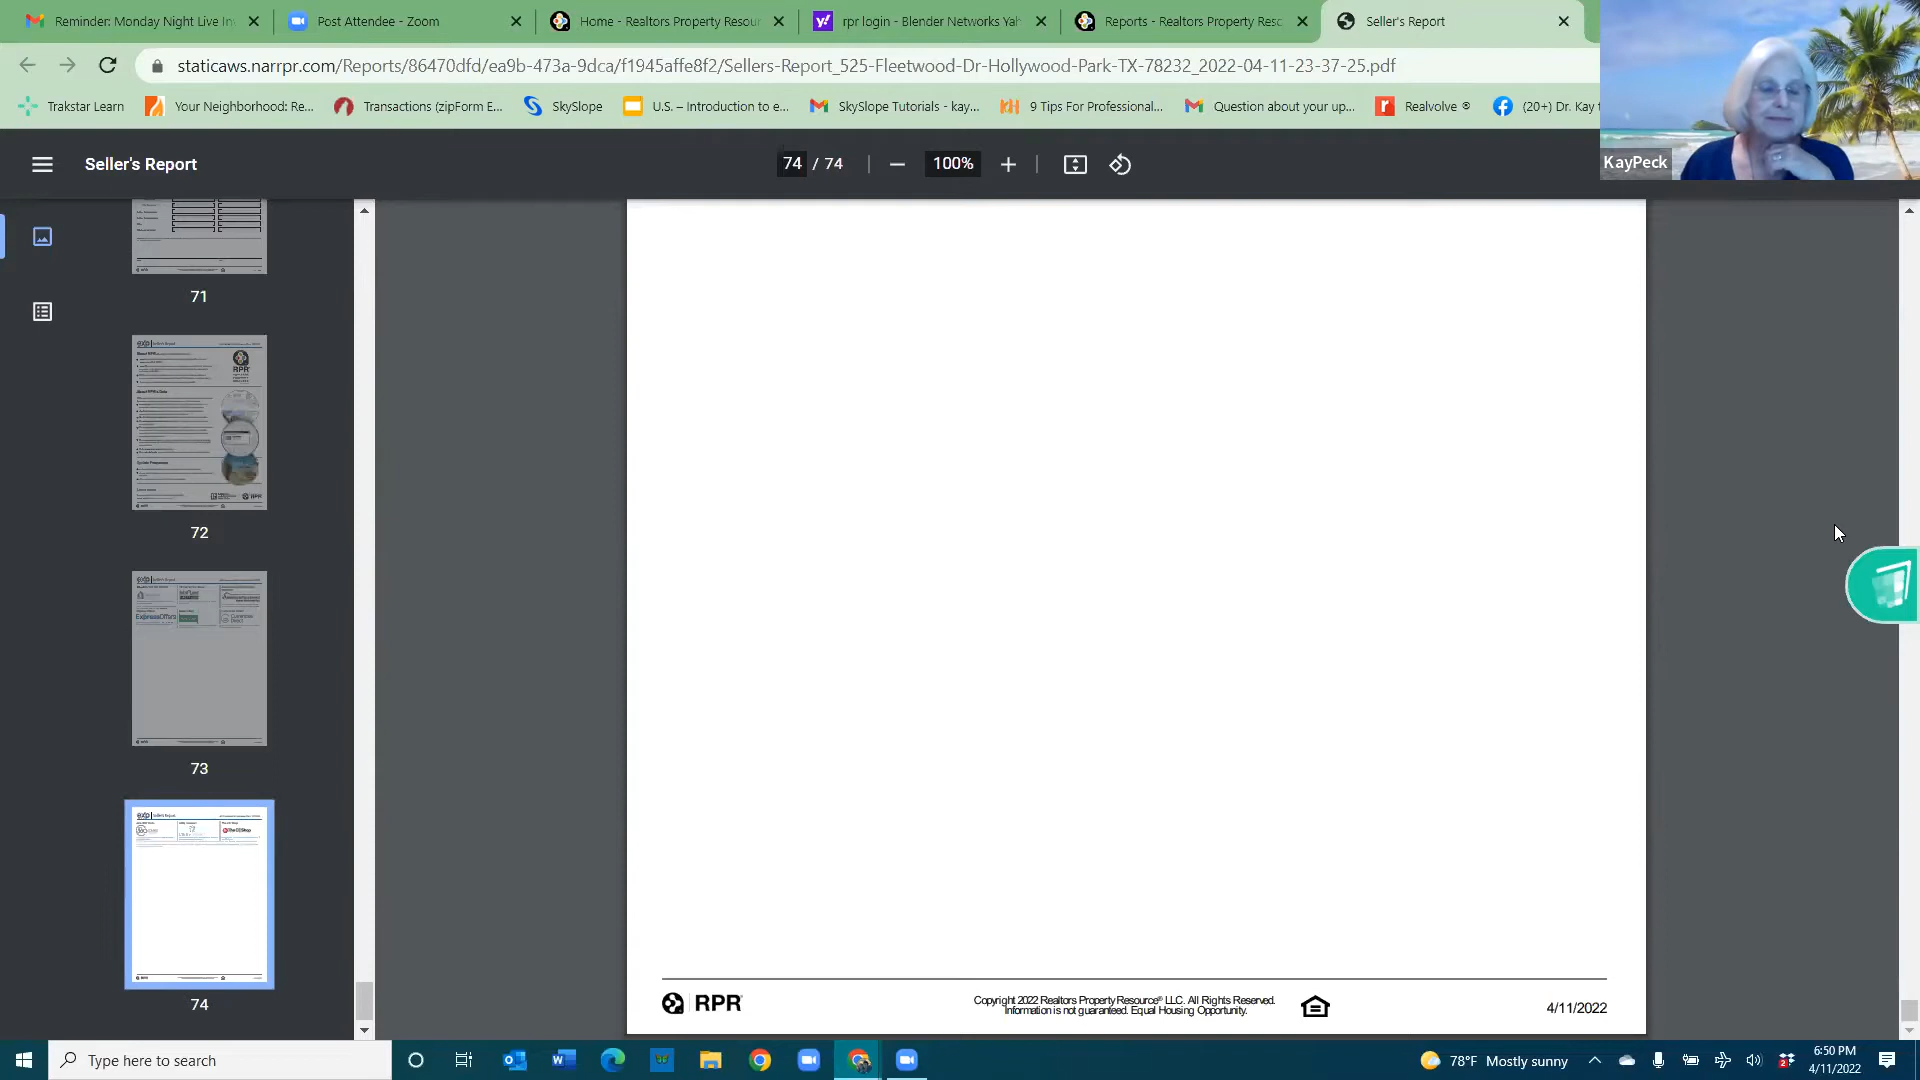 Reminder: Monday Night Live In
Post Attendee - Zoom
Home - Realtors Property Resour
rpr login - Blender Networks Yah
Reports - Realtors Property Resc
Seller's Report
staticaws.narrpr.com/Reports/86470dfd/ea9b-473a-9dca/f1945affe8f2/Sellers-Report_525-Fleetwood-Dr-Hollywood-Park-TX-78232_2022-04-11-23-37-25.pdf
Trakstar Learn
Your Neighborhood: Re...
Transactions (zipForm E...
SkySlope
U.S. – Introduction to e...
SkySlope Tutorials - kay...
9 Tips For Professional...
Question about your up...
Realvolve ®
(20+) Dr. Kay
KayPeck
Seller's Report
74 / 74
100%
71
RPR
72
73
74
RPR
Copyright 2022 Realtors Property Resource® LLC. All Rights Reserved.
Information is not guaranteed. Equal Housing Opportunity.
4/11/2022
Type here to search
78°F Mostly sunny
6:50 PM
4/11/2022